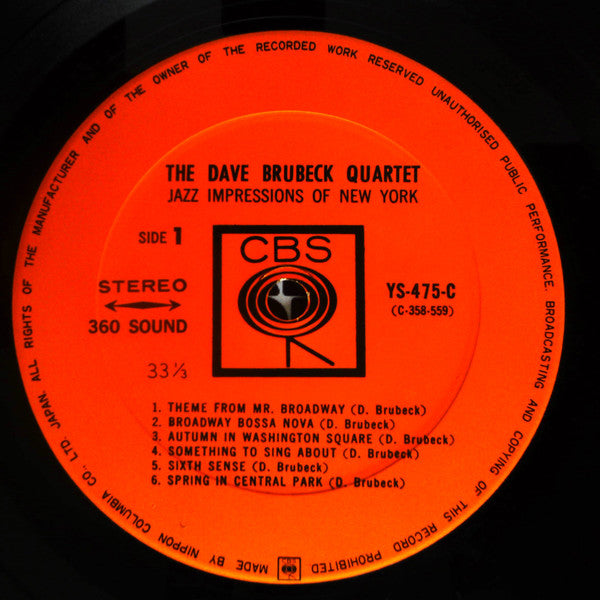 ALL RIGHTS OF THE MANUFACTURER AND OF THE OWNER OF THE RECORDED WORK RESERVED UNAUTHORISED PUBLIC PERFORMANCE. BROADCASTING AND COPYING OF THIS RECORD PROHIBITED
THE DAVE BRUBECK QUARTET
JAZZ IMPRESSIONS OF NEW YORK
SIDE 1
CBS
STEREO
360 SOUND
YS-475-C
(C-358-559)
33⅓
1. THEME FROM MR. BROADWAY (D. Brubeck)
2. BROADWAY BOSSA NOVA (D. Brubeck)
3. AUTUMN IN WASHINGTON SQUARE (D. Brubeck)
4. SOMETHING TO SING ABOUT (D. Brubeck)
5. SIXTH SENSE (D. Brubeck)
6. SPRING IN CENTRAL PARK (D. Brubeck)
CBS
MADE BY NIPPON COLUMBIA CO., LTD. JAPAN.